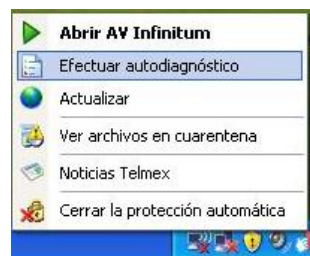 Abrir AV Infinitum
Efectuar autodiagnóstico
Actualizar
Ver archivos en cuarentena
Noticias Telmex
Cerrar la protección automática